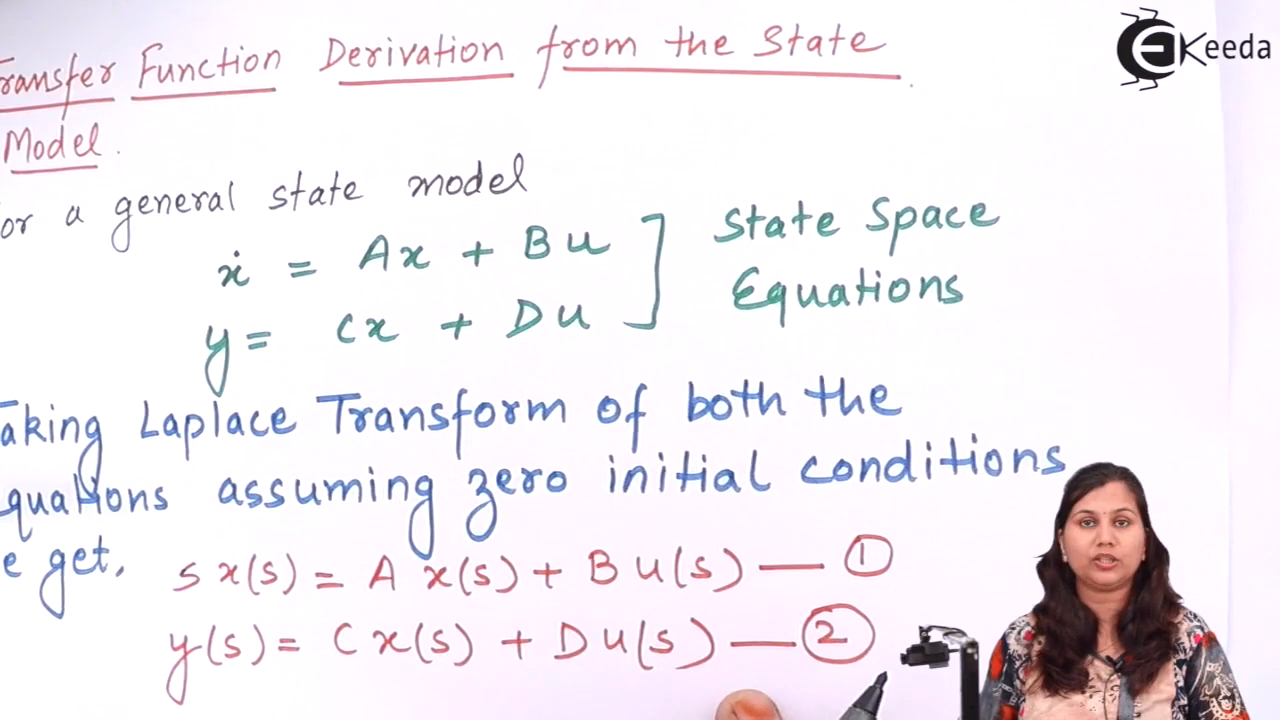 ransfer Function Derivation from the State
Model.
or a general state model
ẋ = Ax + Bu ] State Space
y = Cx + Du Equations
aking Laplace Transform of both the
quations assuming zero initial conditions
e get,
s x(s) = A x(s) + B u(s) — ①
y(s) = C x(s) + D u(s) — ②
Keeda